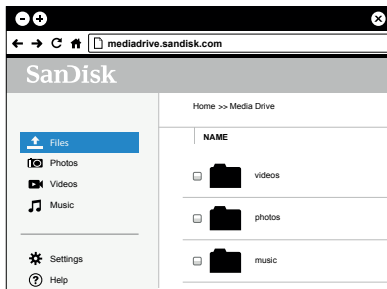 mediadrive.sandisk.com
SanDisk
Home >> Media Drive
Files
NAME
Photos
videos
Videos
Music
photos
Settings
music
Help